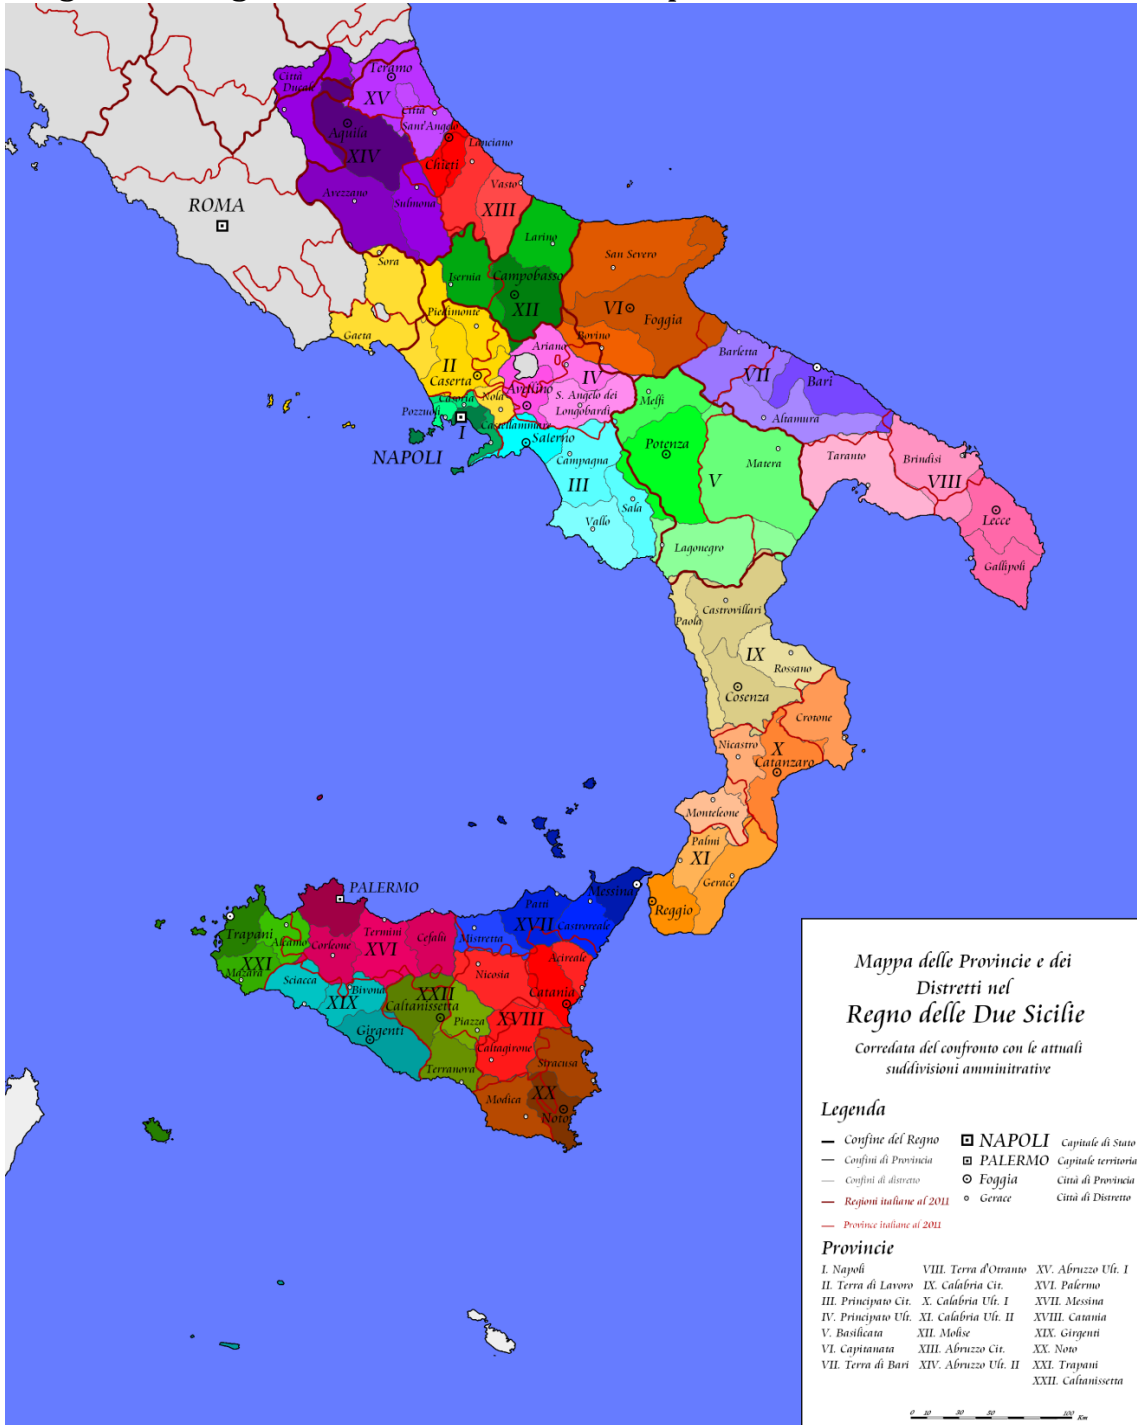 Città
Ducale
Teramo
XV
Città
Sant'Angelo
Aquila
XIV
Chieti
Lanciano
Avezzano
Sulmona
Vasto
XIII
ROMA
Larino
Sora
Isernia
Campobasso
XII
San Severo
VI
Foggia
Piedimonte
Gaeta
II
Caserta
Ariano
Bovino
Barletta
VII
Bari
IV
Avellino
S. Angelo dei
Longobardi
Melfi
Altamura
Casoria
Nola
Pozzuoli
I
Castellammare
NAPOLI
Salerno
Campagna
III
Potenza
Matera
V
Taranto
Brindisi
VIII
Sala
Vallo
Lecce
Lagonegro
Gallipoli
Castrovillari
Paola
IX
Rossano
Cosenza
Crotone
Nicastro
X
Catanzaro
Monteleone
Palmi
XI
Gerace
Reggio
PALERMO
Messina
Trapani
Alcamo
XXI
Mazara
Corleone
Termini
XVI
Cefalù
Mistretta
Patti
XVII
Castroreale
Acireale
Sciacca
Bivona
XIX
Girgenti
XXII
Caltanissetta
Piazza
Nicosia
Catania
XVIII
Caltagirone
Terranova
Siracusa
Modica
XX
Noto
Mappa delle Provincie e dei
Distretti nel
Regno delle Due Sicilie
Corredata del confronto con le attuali
suddivisioni amminitrative
Legenda
Confine del Regno
Confini di Provincia
Confini di distretto
Regioni italiane al 2011
Province italiane al 2011
NAPOLI Capitale di Stato
PALERMO Capitale territoria
Foggia Città di Provincia
Gerace Città di Distretto
Provincie
I. Napoli
II. Terra di Lavoro
III. Principato Cit.
IV. Principato Ult.
V. Basilicata
VI. Capitanata
VII. Terra di Bari
VIII. Terra d'Otranto
IX. Calabria Cit.
X. Calabria Ult. I
XI. Calabria Ult. II
XII. Molise
XIII. Abruzzo Cit.
XIV. Abruzzo Ult. II
XV. Abruzzo Ult. I
XVI. Palermo
XVII. Messina
XVIII. Catania
XIX. Girgenti
XX. Noto
XXI. Trapani
XXII. Caltanissetta
0 10 30 50 100 Km